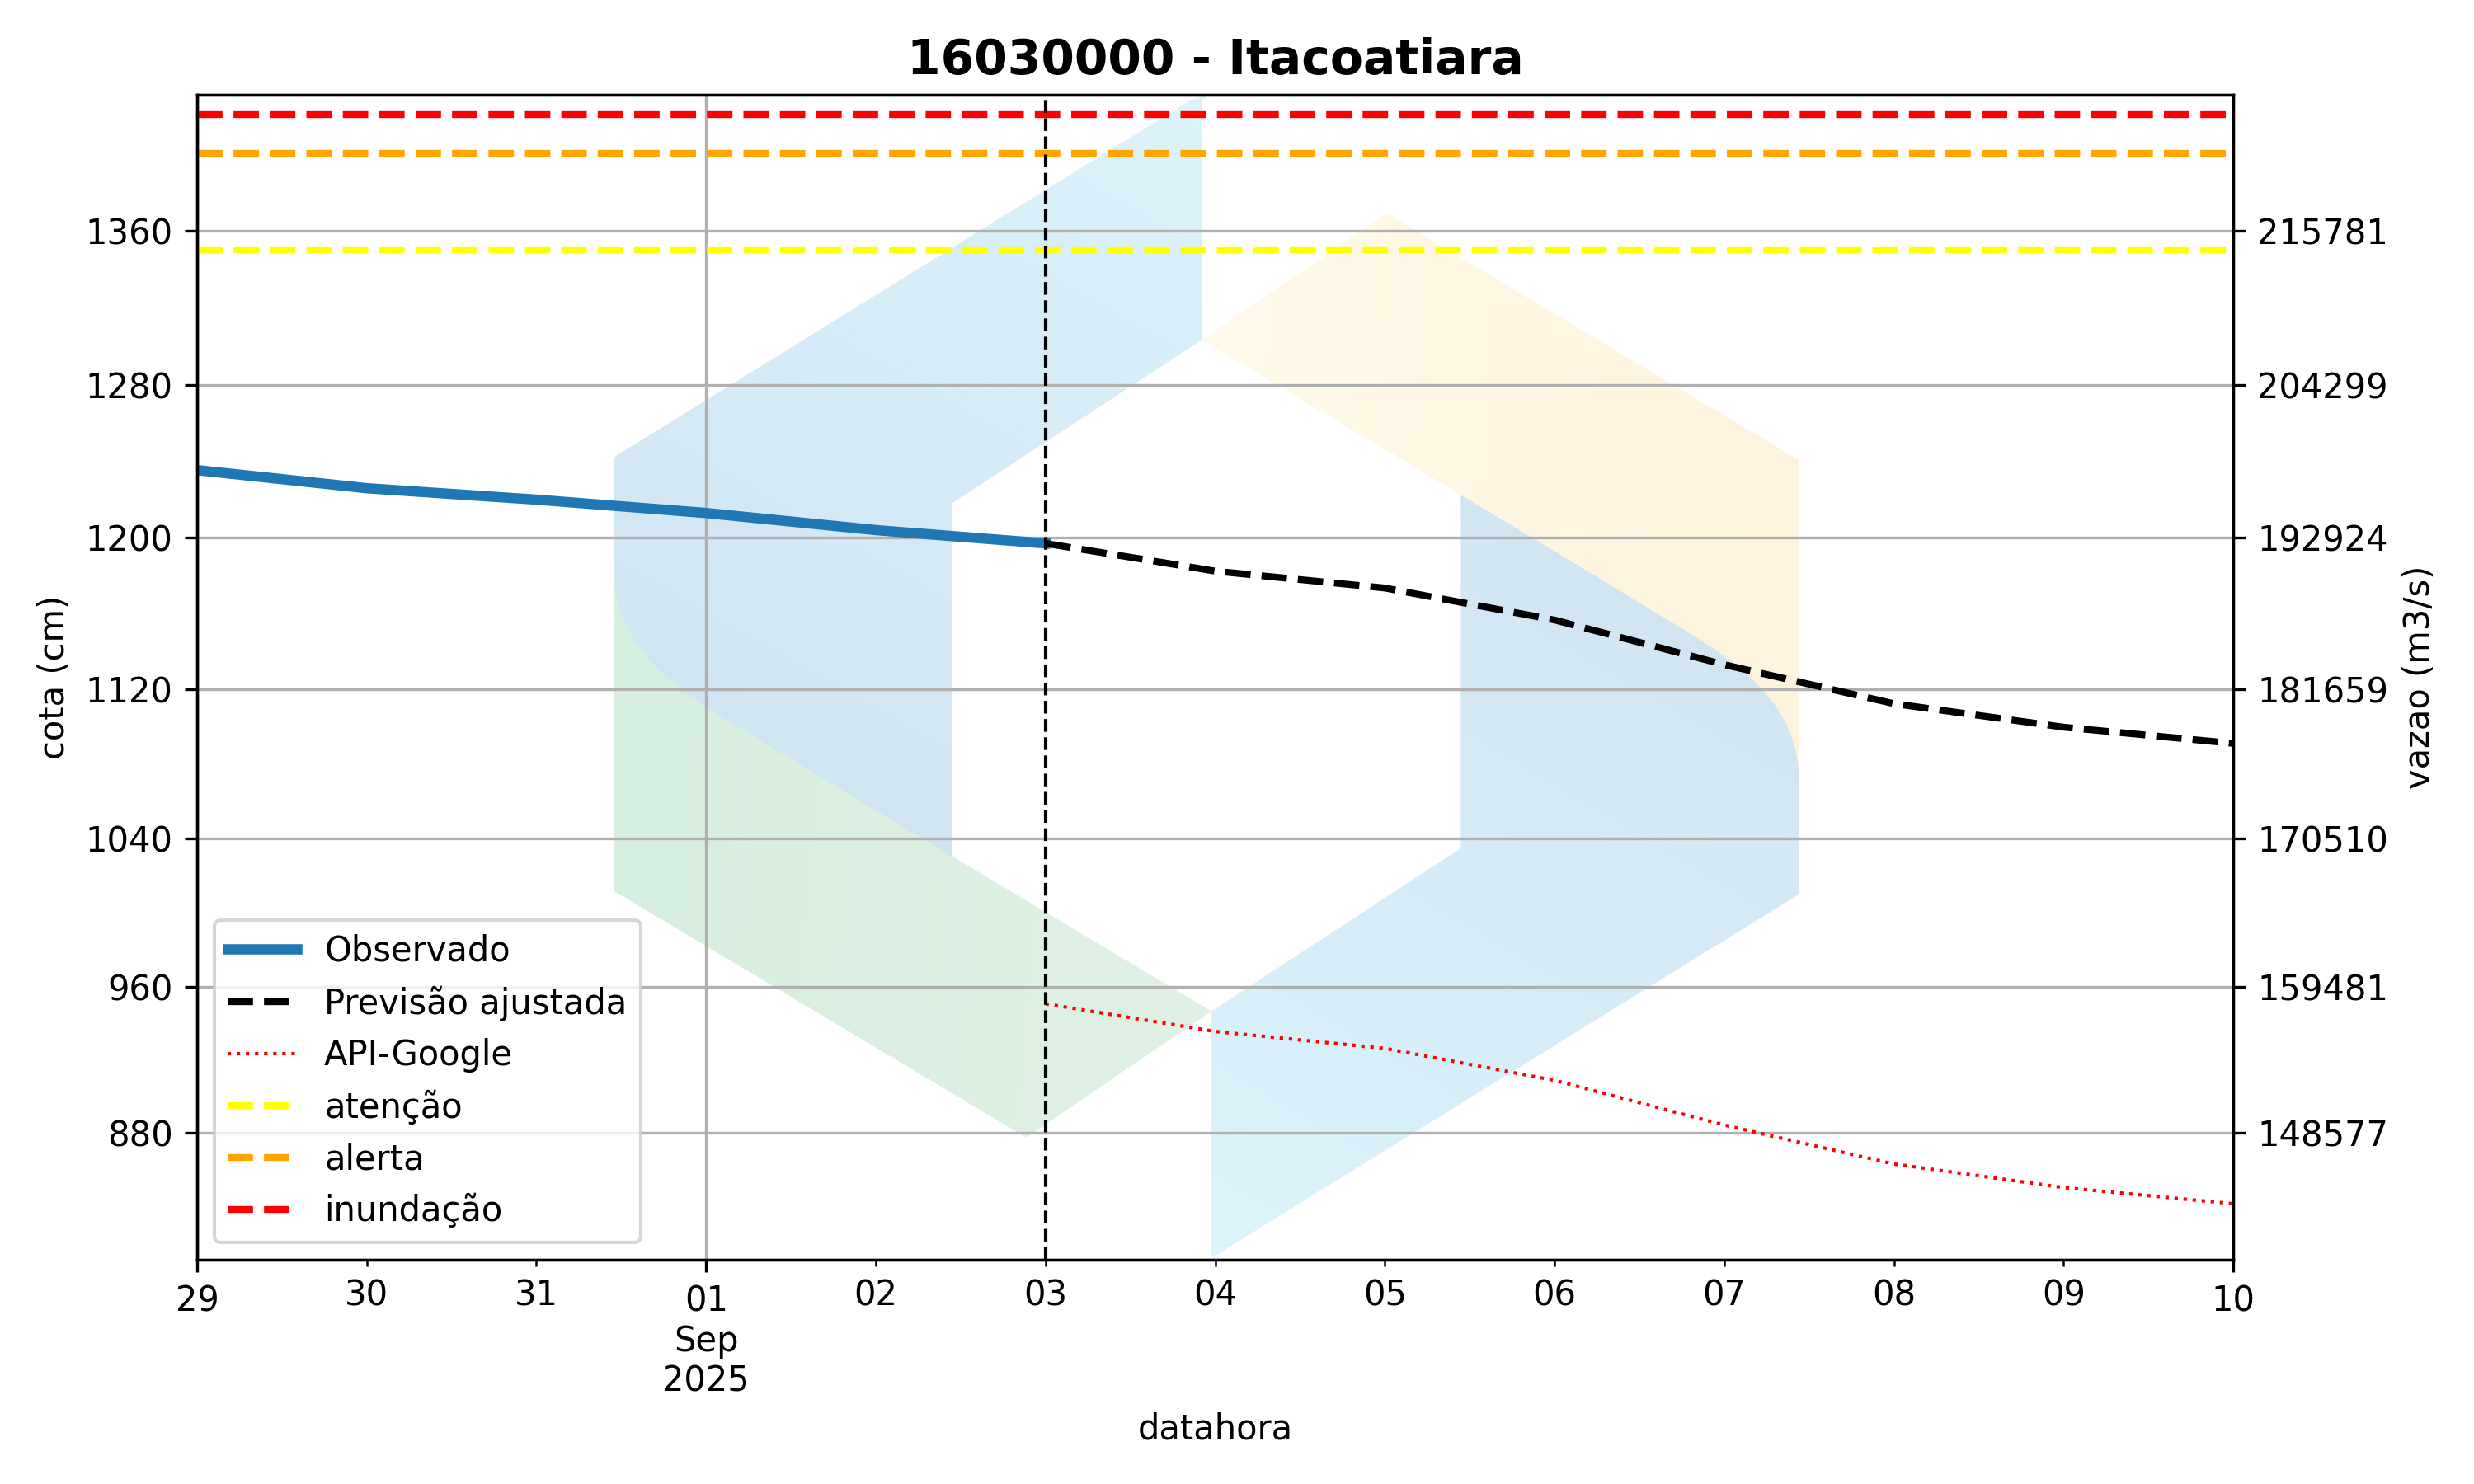 16030000 - Itacoatiara
1360
1280
1200
1120
1040
960
880
cota (cm)
215781
204299
192924
181659
170510
159481
148577
vazao (m3/s)
Observado
Previsão ajustada
API-Google
atenção
alerta
inundação
29 30 31 01 02 03 04 05 06 07 08 09 10
Sep
2025
datahora